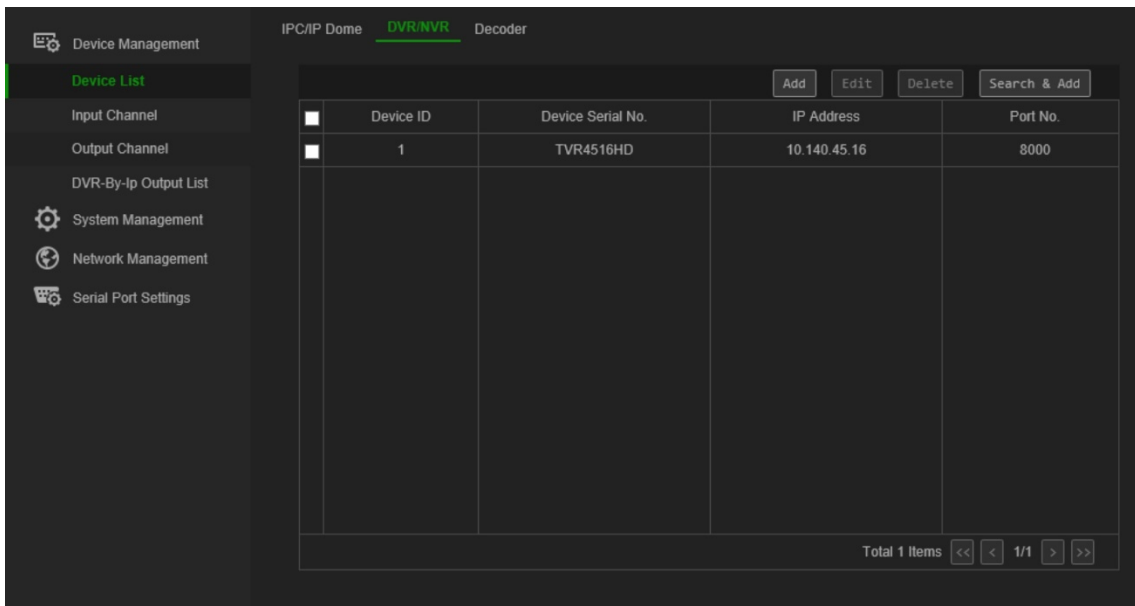 Device Management
Device List
Input Channel
Output Channel
DVR-By-Ip Output List
System Management
Network Management
Serial Port Settings
IPC/IP Dome DVR/NVR Decoder
Add Edit Delete Search & Add
Device ID Device Serial No. IP Address Port No.
1 TVR4516HD 10.140.45.16 8000
Total 1 Items << < 1/1 > >>